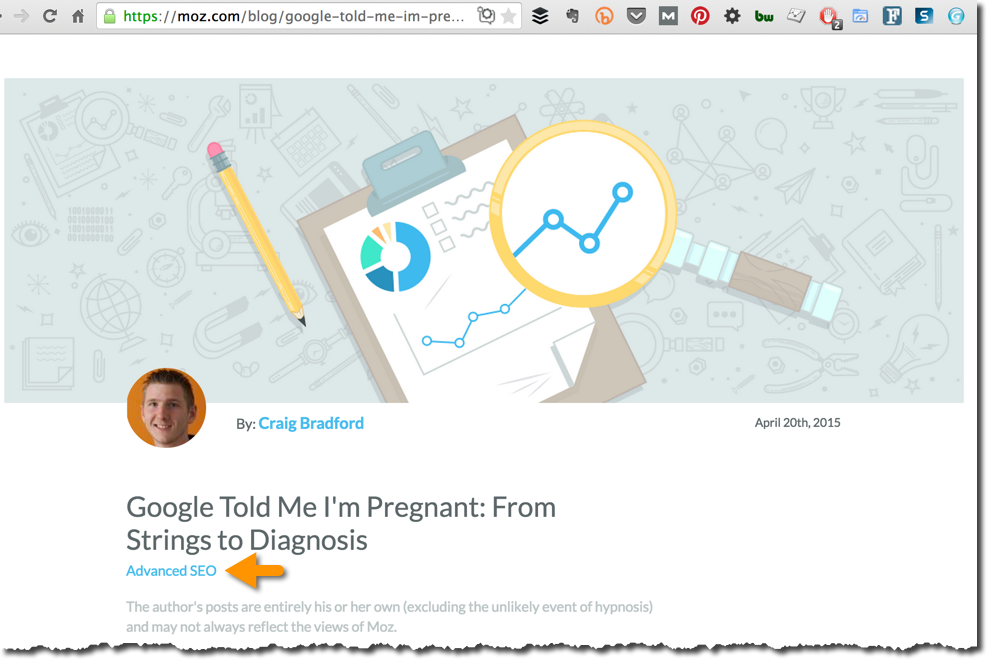 https://moz.com/blog/google-told-me-im-pre...
2
By: Craig Bradford
April 20th, 2015
Google Told Me I'm Pregnant: From
Strings to Diagnosis
Advanced SEO
The author's posts are entirely his or her own (excluding the unlikely event of hypnosis)
and may not always reflect the views of Moz.